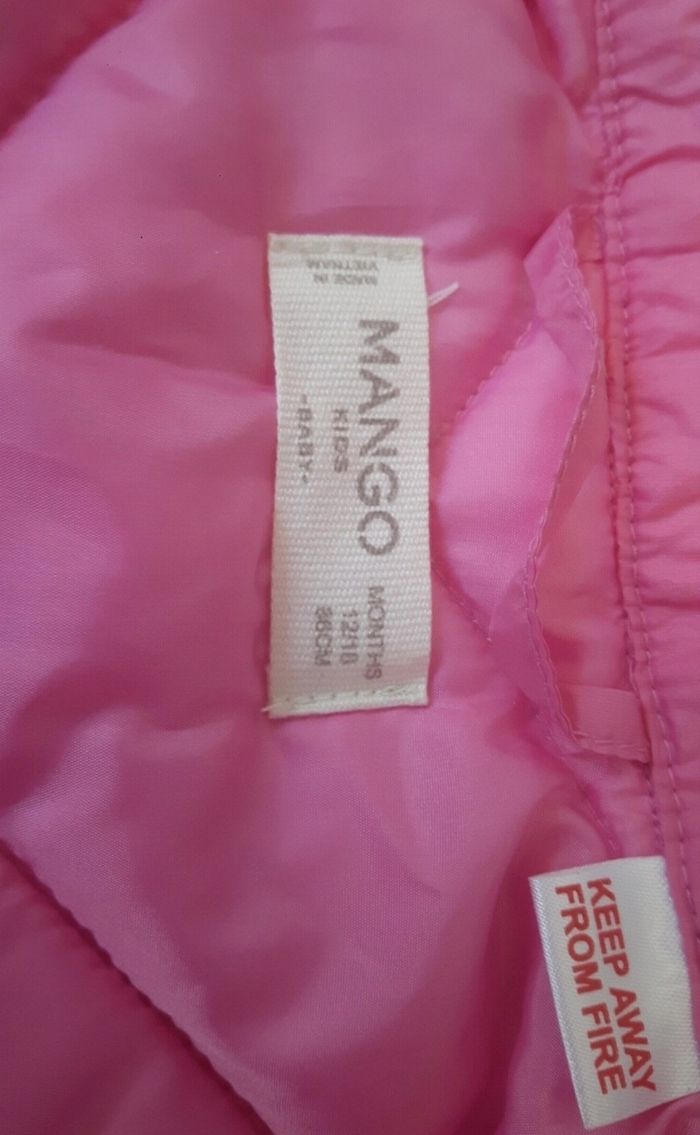 MADE IN
VIETNAM
MANGO
KIDS
-BABY-
MONTHS
12/18
86CM
KEEP AWAY
FROM FIRE